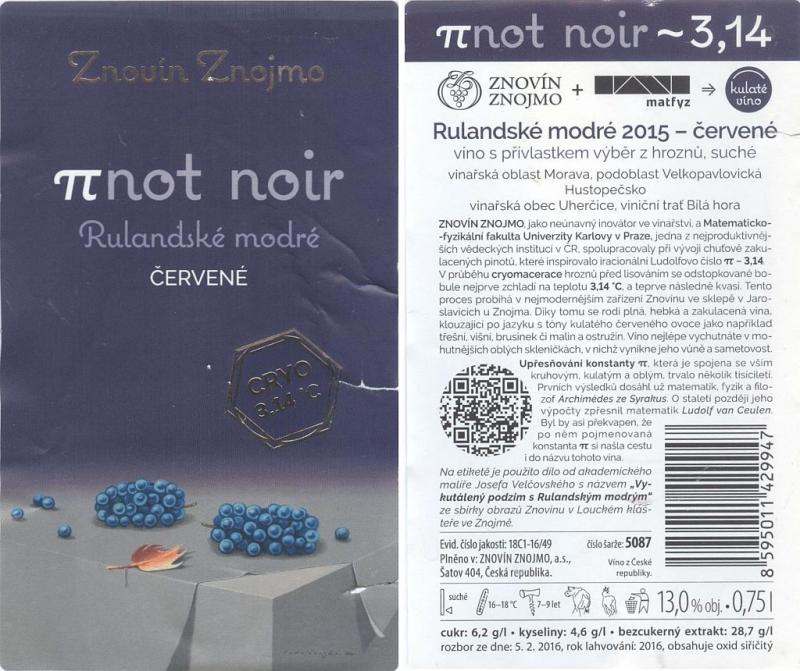 Znovín Znojmo
πnot noir
Rulandské modré
ČERVENÉ
CRYO
3.14 °C
πnot noir ~ 3,14
ZNOVÍN
ZNOJMO
+
matfyz
⇒
kulaté
víno
Rulandské modré 2015 – červené
víno s přívlastkem výběr z hroznů, suché
vinařská oblast Morava, podoblast Velkopavlovická
Hustopečsko
vinařská obec Uherčice, viniční trať Bílá hora
ZNOVÍN ZNOJMO, jako neúnavný inovátor ve vinařství, a Matematicko-
-fyzikální fakulta Univerzity Karlovy v Praze, jedna z nejproduktivněj-
ších vědeckých institucí v ČR, spolupracovaly při vývoji chuťově zaku-
lacených pinotů, které inspirovalo iracionální Ludolfovo číslo π ~ 3,14.
V průběhu cryomacerace hroznů před lisováním se odstopkované bo-
bule nejprve zchladí na teplotu 3,14 °C, a teprve následně kvasí. Tento
proces probíhá v nejmodernějším zařízení Znovínu ve sklepě v Jaro-
slavicích u Znojma. Díky tomu se rodí plná, hebká a zakulacená vína,
klouzající po jazyku s tóny kulatého červeného ovoce jako například
třešní, višní, brusinek či malin a ostružin. Víno nejlépe vychutnáte v mo-
hutnějších oblých skleničkách, v nichž vynikne jeho vůně a sametovost.
Upřesňování konstanty π, která je spojena se vším
kruhovým, kulatým a oblým, trvalo několik tisíciletí.
Prvních výsledků dosáhl už matematik, fyzik a filo-
zof Archimédes ze Syrakus. O staletí později jeho
výpočty zpřesnil matematik Ludolf van Ceulen.
Byl by asi překvapen, že
po něm pojmenovaná
konstanta π si našla cestu
i do názvu tohoto vína.
Na etiketě je použito dílo od akademického
malíře Josefa Velčovského s názvem „Vy-
kutálený podzim s Rulandským modrým"
ze sbírky obrazů Znovínu v Louckém kláš-
teře ve Znojmě.
8 595011 429947
Evid. číslo jakosti: 18C1-16/49
číslo šarže: 5087
Plněno v: ZNOVÍN ZNOJMO, a.s.,
Šatov 404, Česká republika.
Víno z České
republiky.
suché
16–18 °C
7–9 let
13,0 % obj. • 0,75 l
cukr: 6,2 g/l • kyseliny: 4,6 g/l • bezcukerný extrakt: 28,7 g/l
rozbor ze dne: 5. 2. 2016, rok lahvování: 2016, obsahuje oxid siřičitý